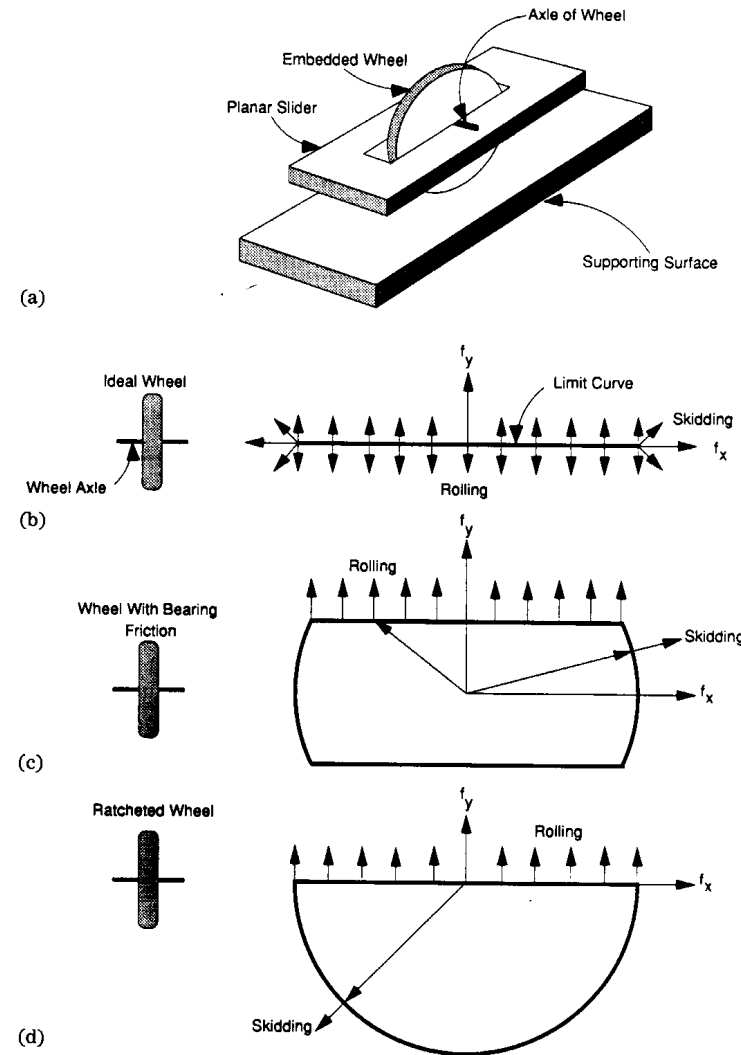 Axle of Wheel
Embedded Wheel
Planar Slider
Supporting Surface
(a)
Ideal Wheel
f_y
Limit Curve
Skidding
f_x
Wheel Axle
Rolling
(b)
f_y
Rolling
Wheel With Bearing
Friction
Skidding
f_x
(c)
Ratcheted Wheel
f_y
Rolling
f_x
Skidding
(d)